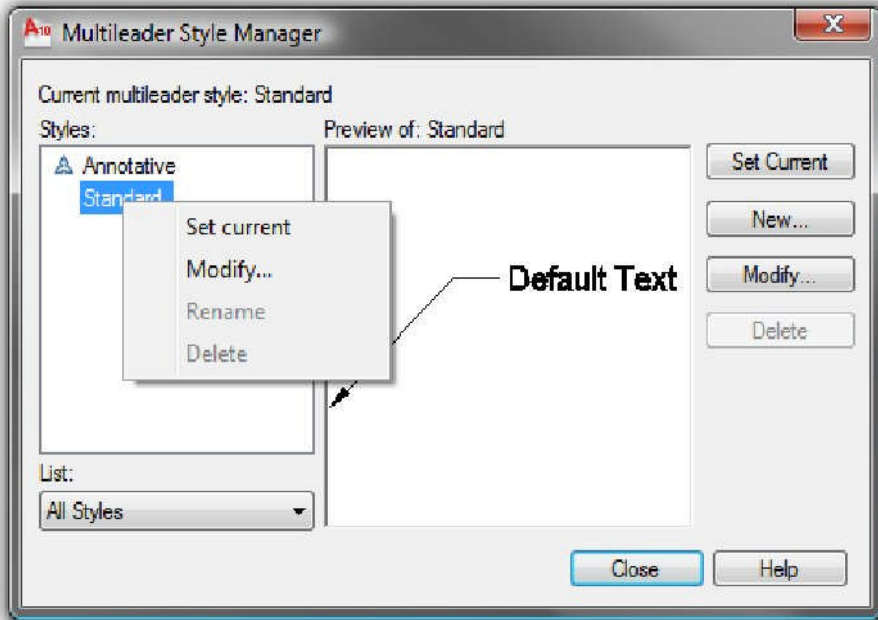 A10 Multileader Style Manager
Current multileader style: Standard
Styles:
Preview of: Standard
Annotative
Standard
Set current
Modify...
Rename
Delete
Default Text
Set Current
New...
Modify...
Delete
List:
All Styles
Close
Help